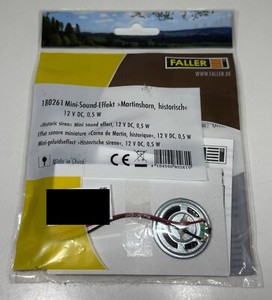 FALLER
WWW.FALLER.DE
180261 Mini-Sound-Effekt »Martinshorn, historisch«
12 V DC, 0,5 W
»Historic siren« Mini sound effect, 12 V DC, 0,5 W
Effet sonore miniature »Corne de Martin, historique«, 12 V DC, 0,5 W
Mini-geluidseffect »Historische sirene«, 12 V DC, 0,5 W
Made in China
CE